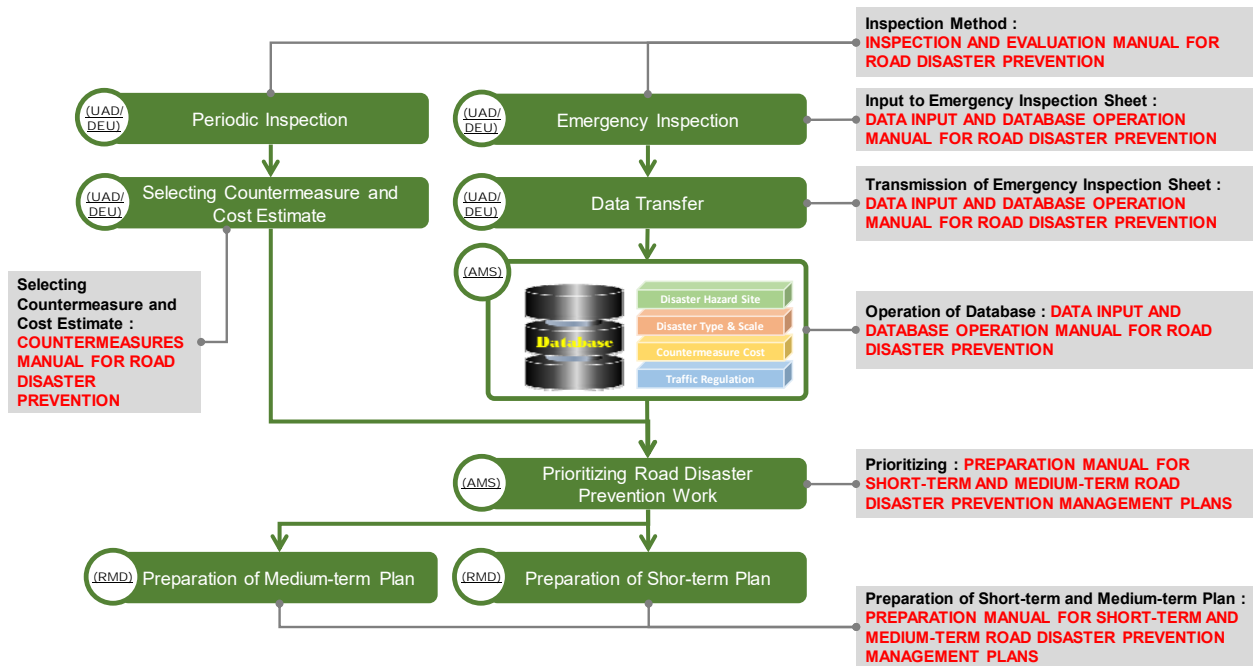 Inspection Method :
INSPECTION AND EVALUATION MANUAL FOR
ROAD DISASTER PREVENTION
(UAD/
DEU)
Periodic Inspection
(UAD/
DEU)
Emergency Inspection
Input to Emergency Inspection Sheet :
DATA INPUT AND DATABASE OPERATION
MANUAL FOR ROAD DISASTER PREVENTION
(UAD/
DEU)
Selecting Countermeasure and
Cost Estimate
(UAD/
DEU)
Data Transfer
Transmission of Emergency Inspection Sheet :
DATA INPUT AND DATABASE OPERATION
MANUAL FOR ROAD DISASTER PREVENTION
Selecting
Countermeasure and
Cost Estimate :
COUNTERMEASURES
MANUAL FOR ROAD
DISASTER
PREVENTION
(AMS)
Database
Disaster Hazard Site
Disaster Type & Scale
Countermeasure Cost
Traffic Regulation
Operation of Database : DATA INPUT AND
DATABASE OPERATION MANUAL FOR ROAD
DISASTER PREVENTION
(AMS)
Prioritizing Road Disaster
Prevention Work
Prioritizing : PREPARATION MANUAL FOR
SHORT-TERM AND MEDIUM-TERM ROAD
DISASTER PREVENTION MANAGEMENT PLANS
(RMD)
Preparation of Medium-term Plan
(RMD)
Preparation of Shor-term Plan
Preparation of Short-term and Medium-term Plan :
PREPARATION MANUAL FOR SHORT-TERM AND
MEDIUM-TERM ROAD DISASTER PREVENTION
MANAGEMENT PLANS